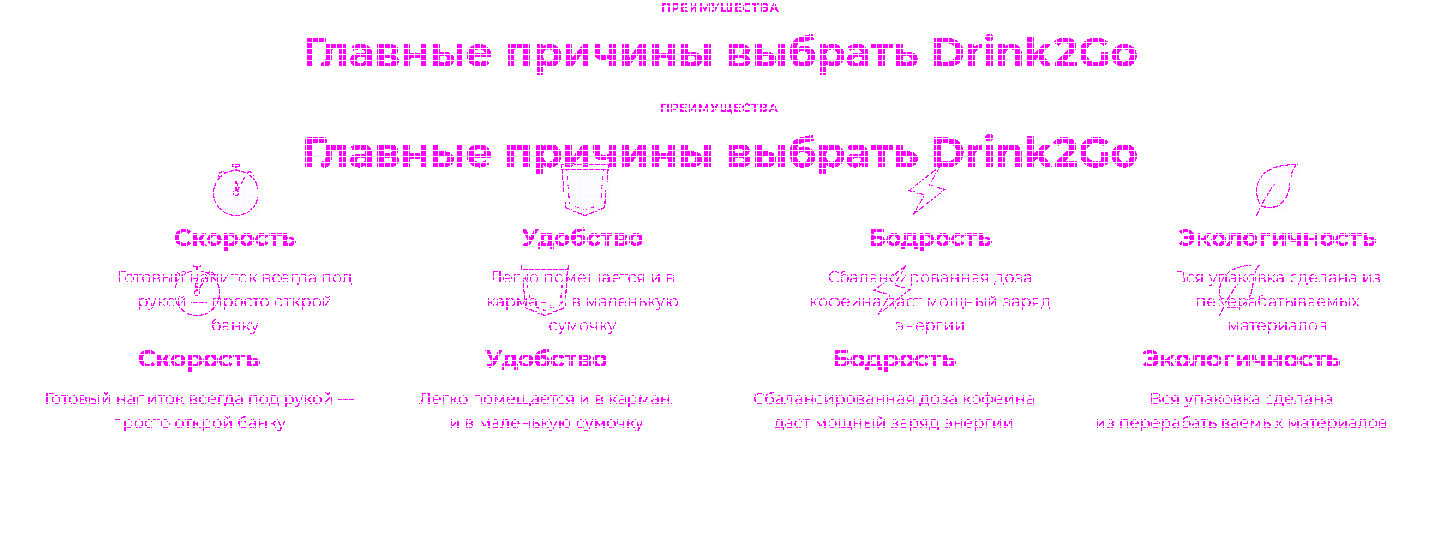 ПРЕИМУЩЕСТВА
Главные причины выбрать Drink2Go
ПРЕИМУЩЕСТВА
Главные причины выбрать Drink2Go
Скорость Удобство Бодрость Экологичность
Готовый напиток всегда под Легко помещается и в Сбалансированная доза Вся упаковка сделана из
рукой — просто открой карман, и в маленькую кофеина даст мощный заряд перерабатываемых
банку сумочку энергии материалов
Скорость Удобство Бодрость Экологичность
Готовый напиток всегда под рукой — Легко помещается и в карман, Сбалансированная доза кофеина Вся упаковка сделана
просто открой банку и в маленькую сумочку даст мощный заряд энергии из перерабатываемых материалов